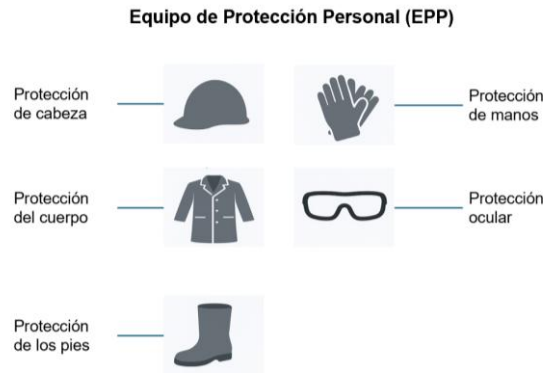 Equipo de Protección Personal (EPP)
Protección
de cabeza
Protección
de manos
Protección
del cuerpo
Protección
ocular
Protección
de los pies